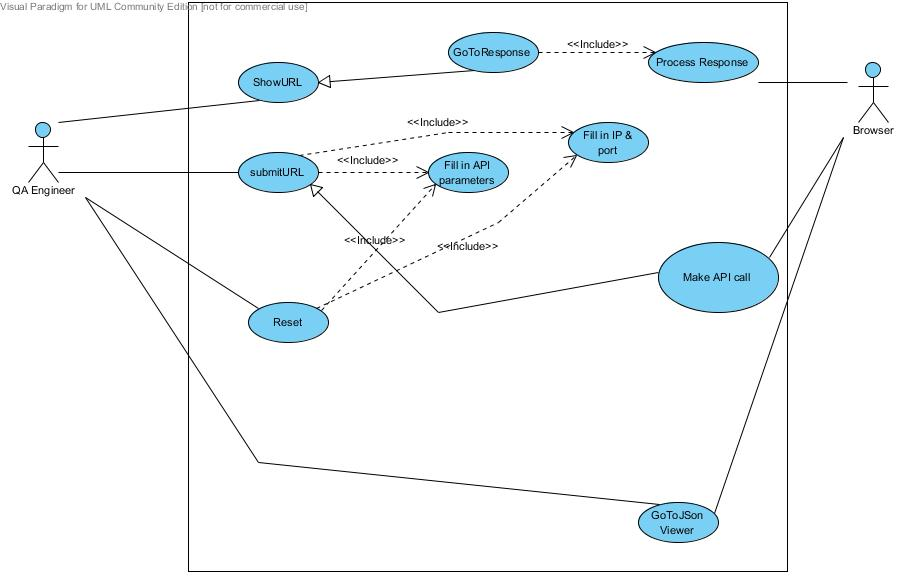 Visual Paradigm for UML Community Edition [not for commercial use]
GoToResponse
<<Include>>
Process Response
ShowURL
Browser
QA Engineer
<<Include>>
Fill in IP &
port
submitURL
<<Include>>
Fill in API
parameters
<<Include>>
<<Include>>
Make API call
Reset
GoToJSon
Viewer